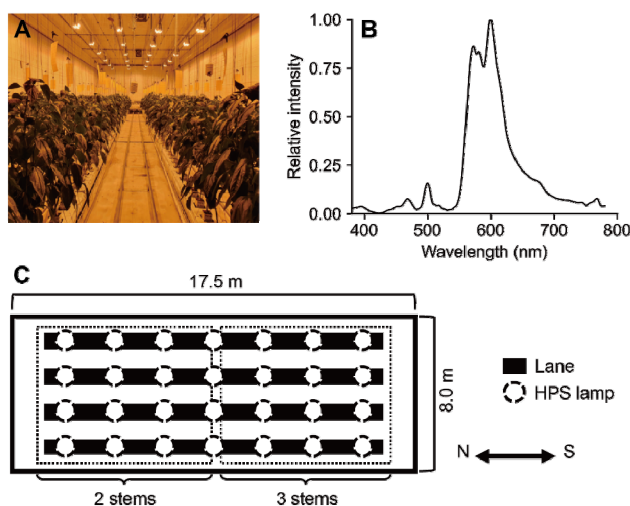 A
B
Relative intensity
1.00
0.75
0.50
0.25
0.00
400 500 600 700 800
Wavelength (nm)
C
17.5 m
8.0 m
Lane
HPS lamp
N S
2 stems 3 stems